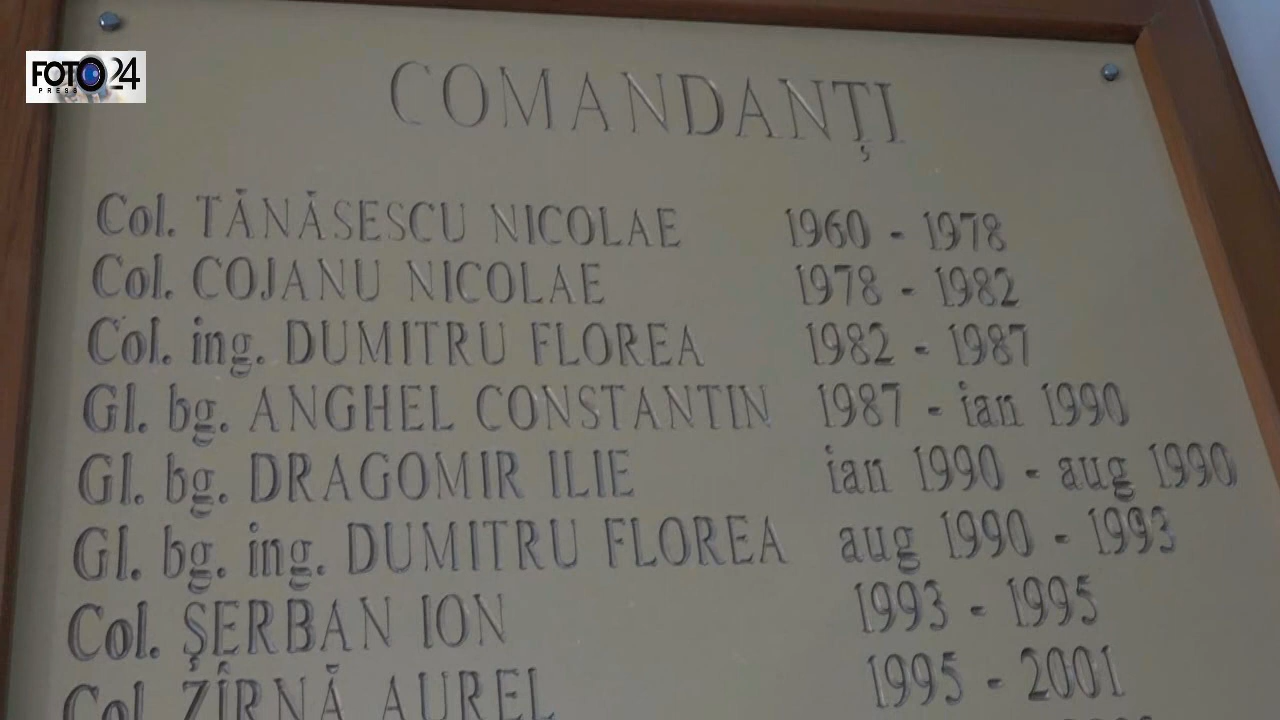 FOTO24
PRESS
COMANDANȚI
Col. TĂNĂSESCU NICOLAE 1960 - 1978
Col. COJANU NICOLAE 1978 - 1982
Col. ing. DUMITRU FLOREA 1982 - 1987
Gl. bg. ANGHEL CONSTANTIN 1987 - ian 1990
Gl. bg. DRAGOMIR ILIE ian 1990 - aug 1990
Gl. bg. ing. DUMITRU FLOREA aug 1990 - 1993
Col. ȘERBAN ION 1993 - 1995
Col ZÎRNĂ AUREL 1995 - 2001